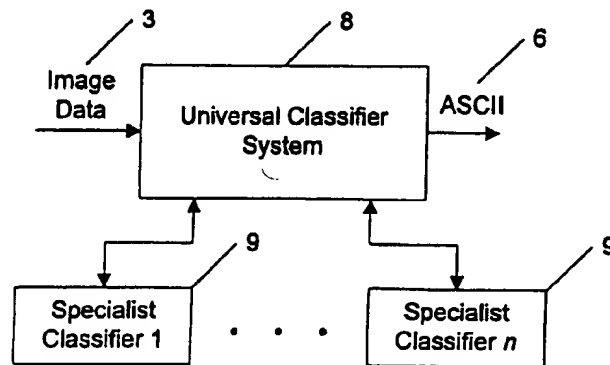 3
8
6
Image
Data
ASCII
Universal Classifier
System
9
9
Specialist
Classifier 1
. . .
Specialist
Classifier n